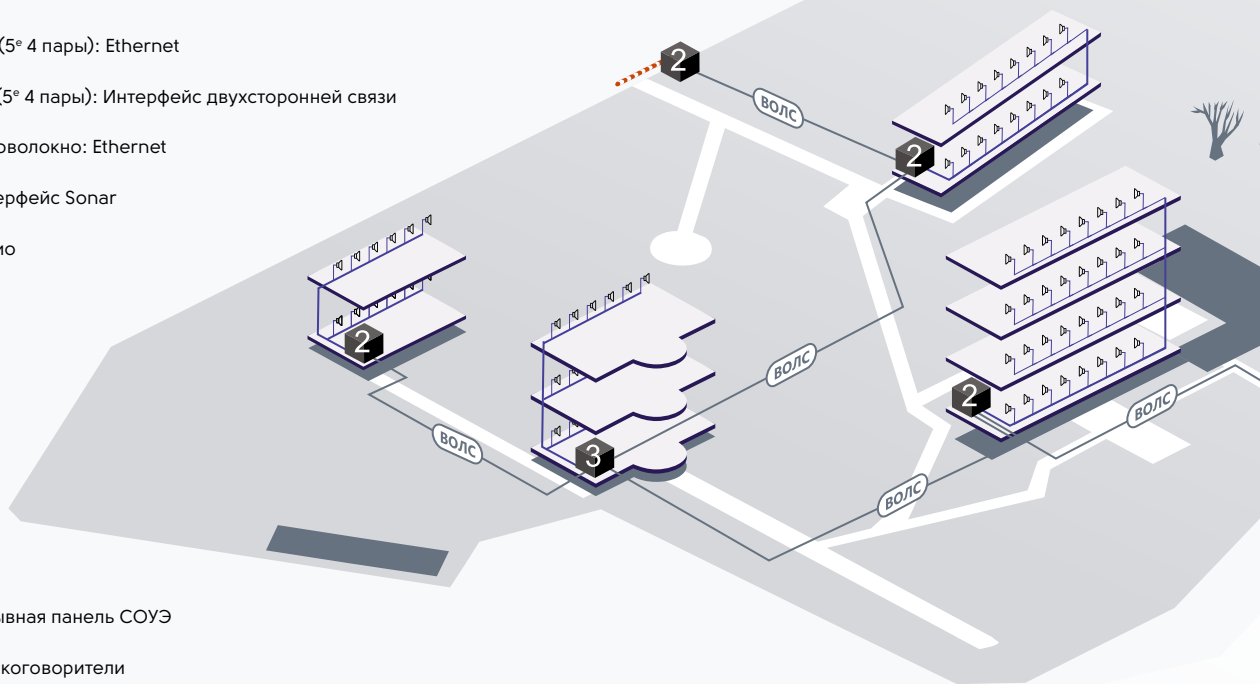 (5ᵉ 4 пары): Ethernet
2
ВОЛС
(5ᵉ 4 пары): Интерфейс двухсторонней связи
оволокно: Ethernet
2
ерфейс Sonar
ио
2
ВОЛС
2
ВОЛС
ВОЛС
3
ВОЛС
ывная панель СОУЭ
коговорители